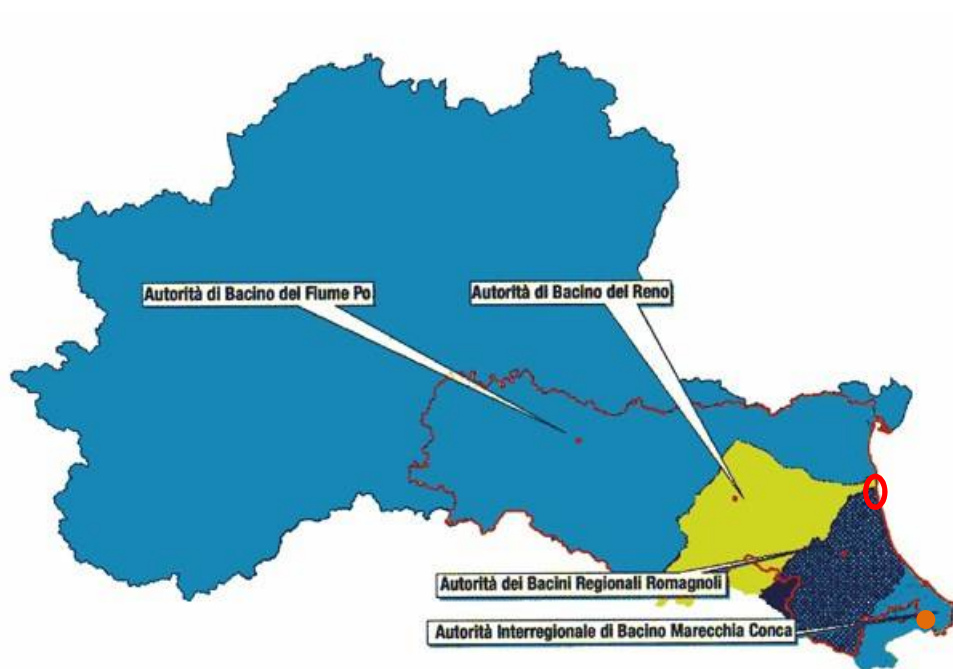 Autorità di Bacino del Fiume Po
Autorità di Bacino del Reno
Autorità dei Bacini Regionali Romagnoli
Autorità Interregionale di Bacino Marecchia Conca